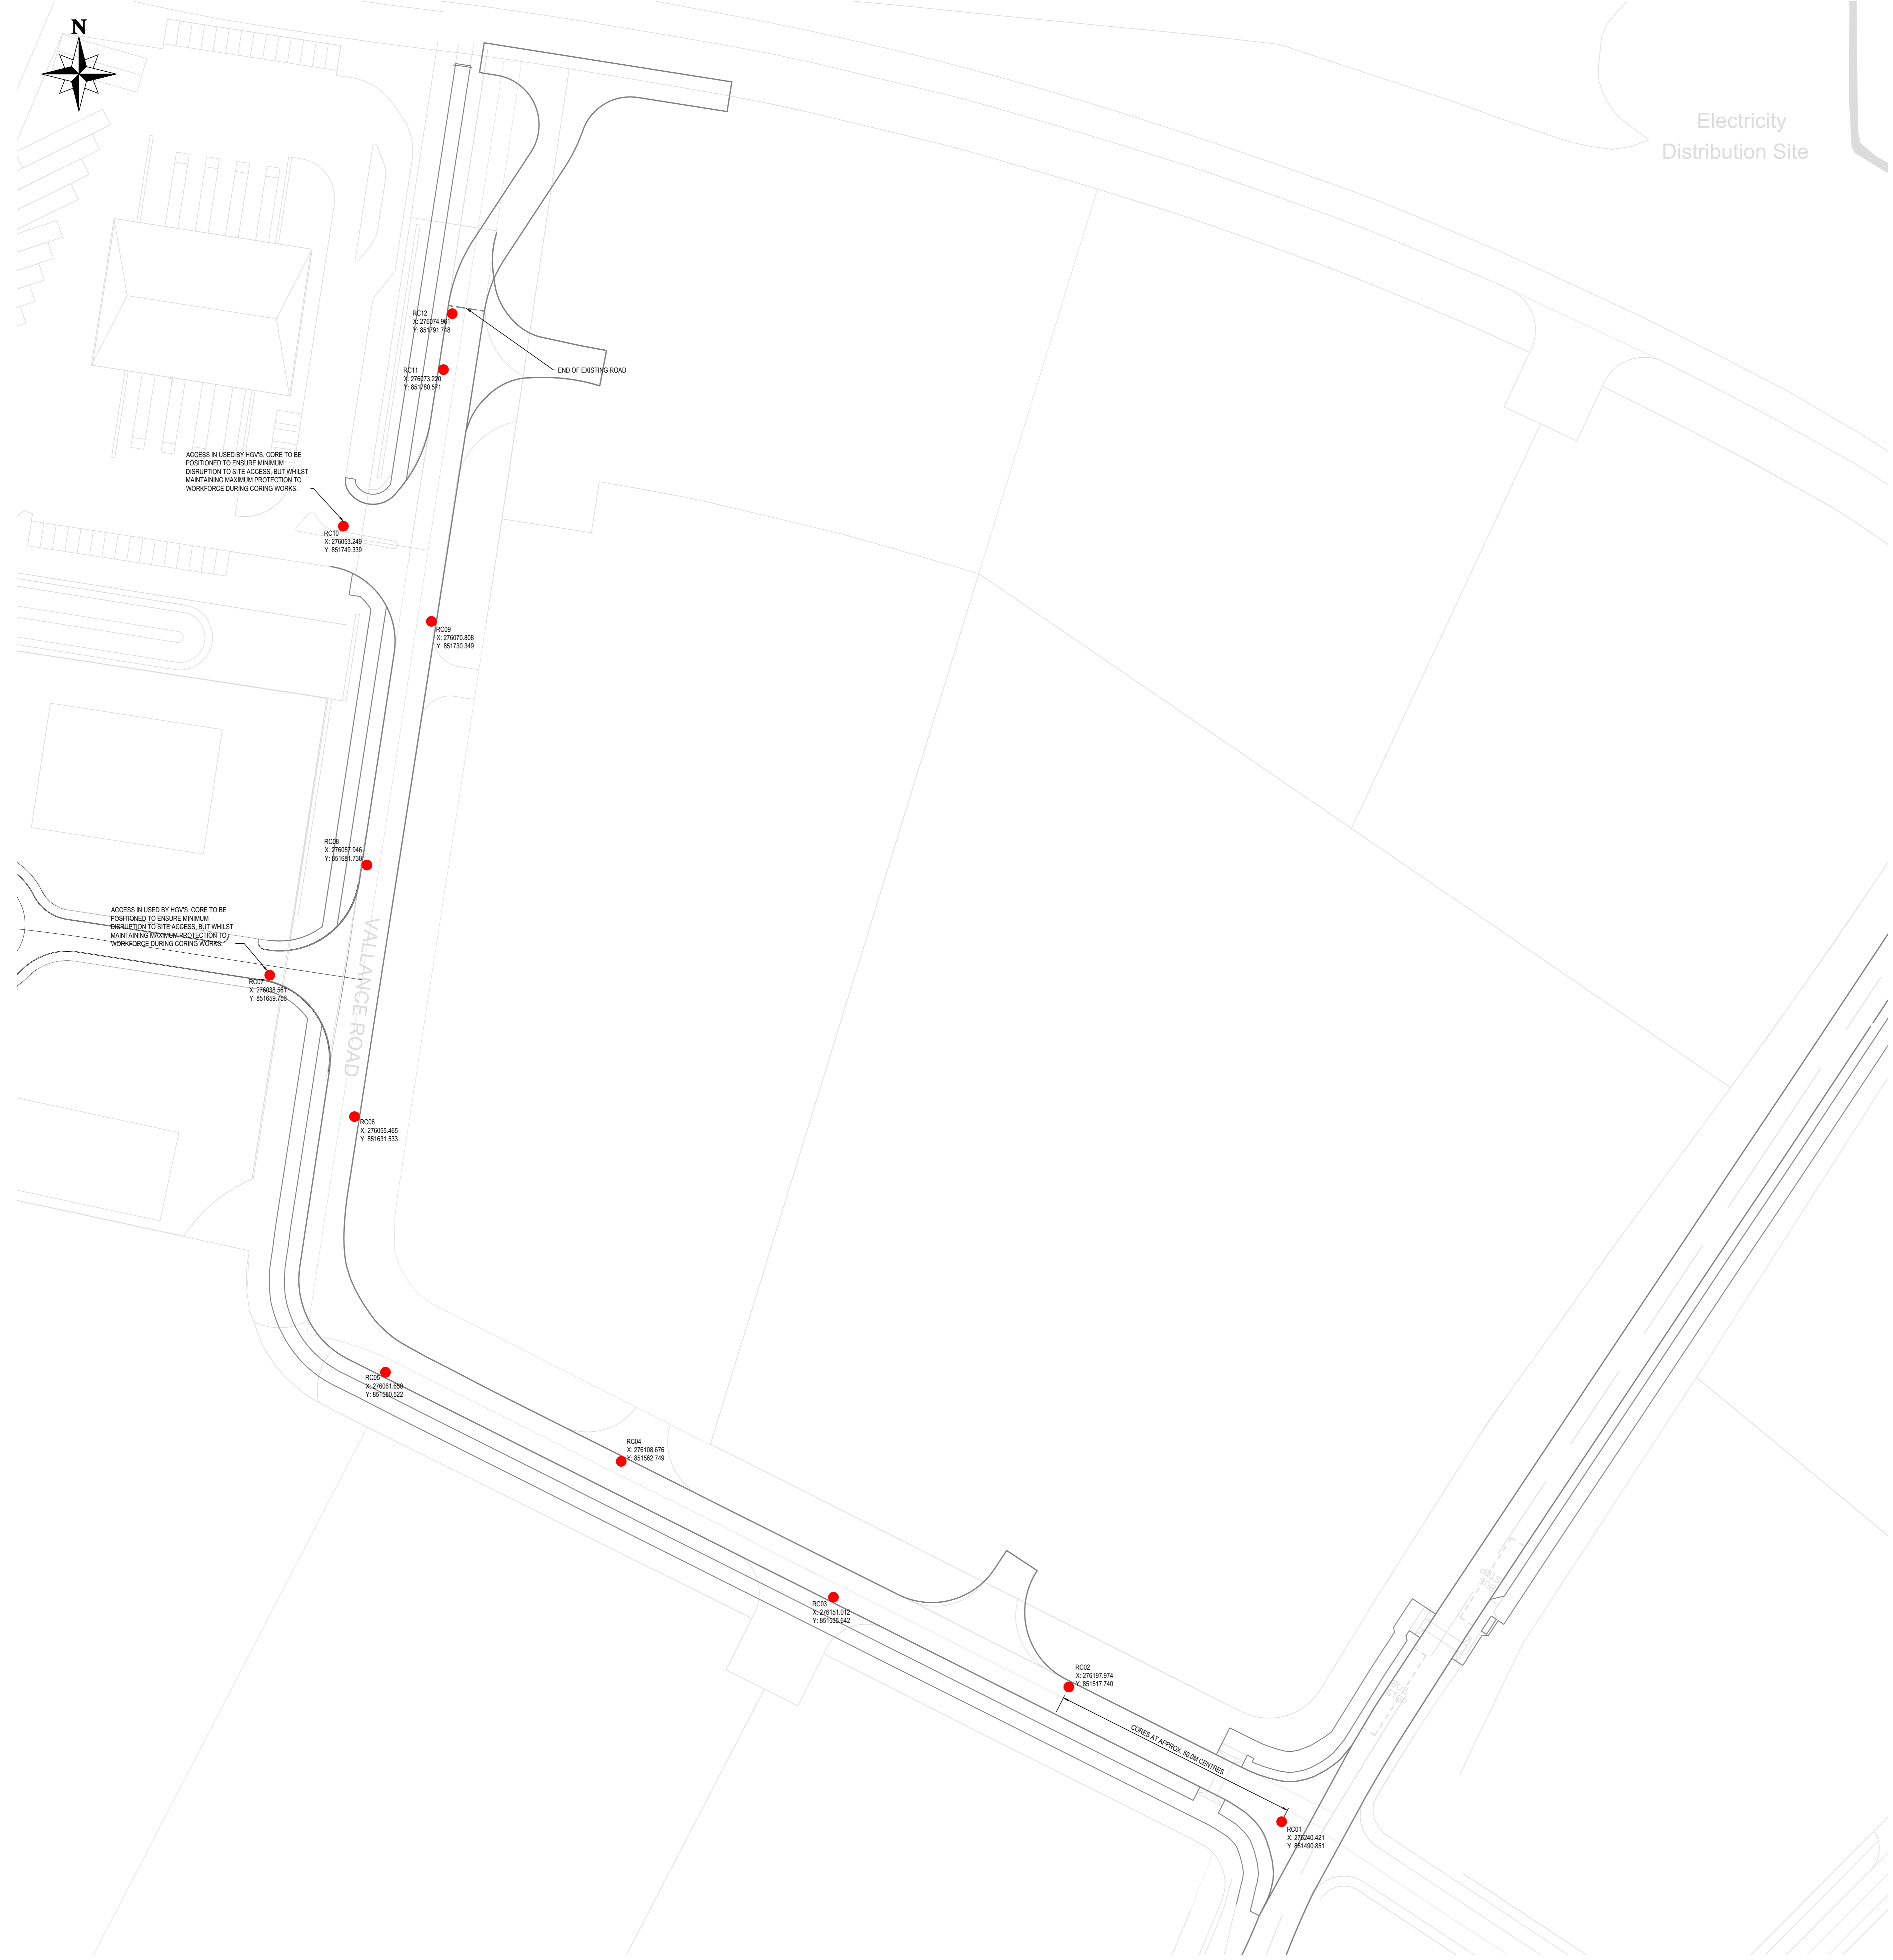 N
Electricity
Distribution Site
RC12
X: 276074.961
Y: 851791.748
RC11
X: 276073.220
Y: 851780.571
END OF EXISTING ROAD
ACCESS IN USED BY HGV'S. CORE TO BE
POSITIONED TO ENSURE MINIMUM
DISRUPTION TO SITE ACCESS, BUT WHILST
MAINTAINING MAXIMUM PROTECTION TO
WORKFORCE DURING CORING WORKS.
RC10
X: 276053.249
Y: 851749.339
RC09
X: 276070.808
Y: 851730.349
RC08
X: 276057.946
Y: 851681.738
ACCESS IN USED BY HGV'S. CORE TO BE
POSITIONED TO ENSURE MINIMUM
DISRUPTION TO SITE ACCESS, BUT WHILST
MAINTAINING MAXIMUM PROTECTION TO
WORKFORCE DURING CORING WORKS.
VALLANCE ROAD
RC07
X: 276038.561
Y: 851659.756
RC06
X: 276055.465
Y: 851631.533
RC05
X: 276061.650
Y: 851580.522
RC04
X: 276108.676
Y: 851562.749
RC03
X: 276151.012
Y: 851535.642
BUS
STOP
RC02
X: 276197.974
Y: 851517.740
BUS
STOP
CORES AT APPROX. 50.0M CENTRES
RC01
X: 276240.421
Y: 851490.851